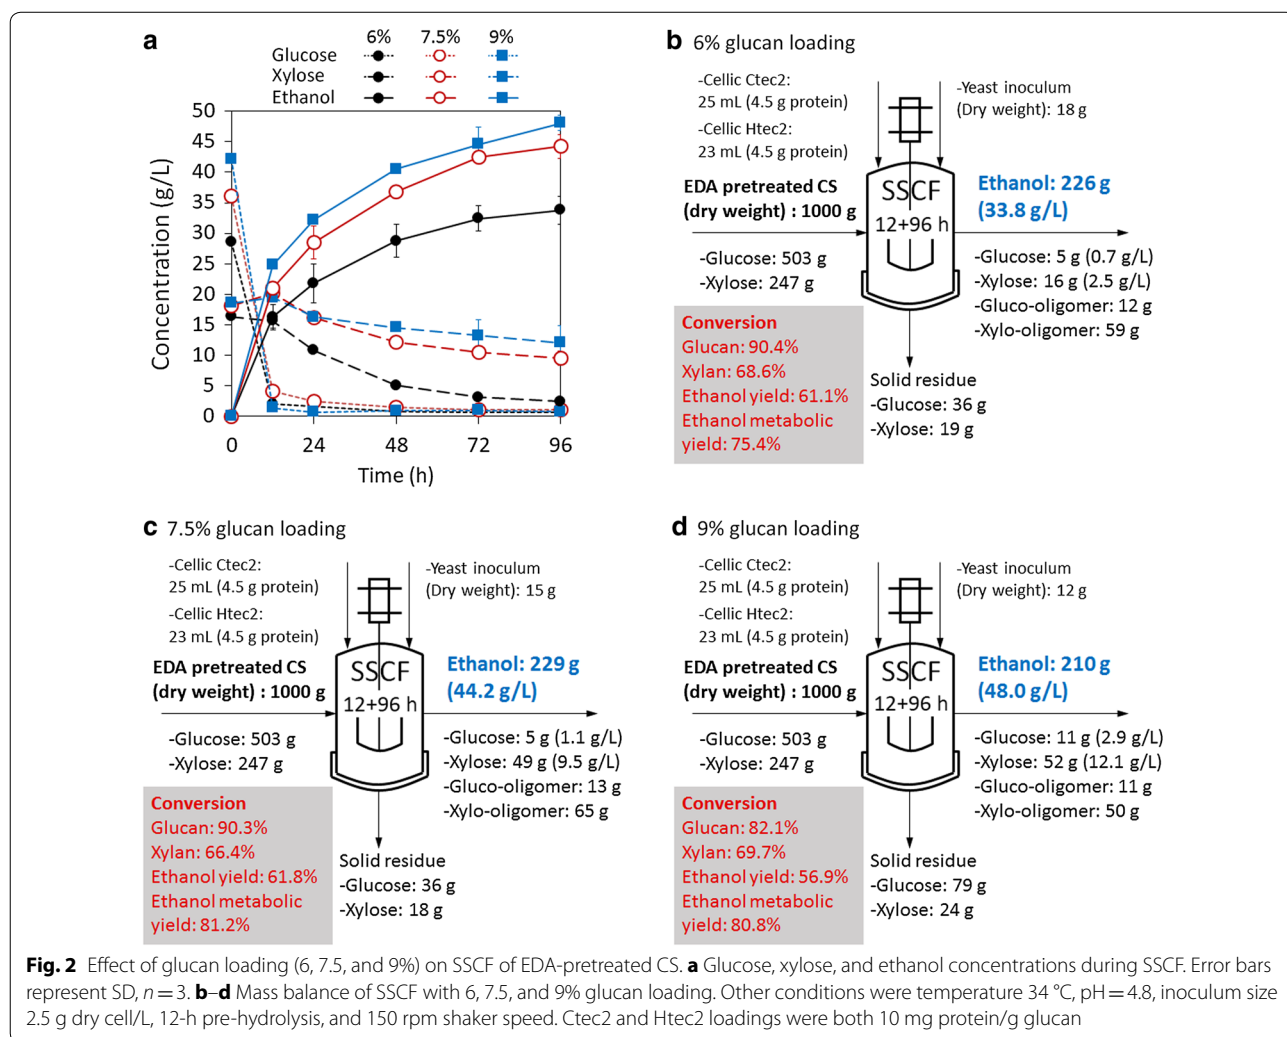 a
6% 7.5% 9%
Glucose
Xylose
Ethanol
50
45
40
35
30
25
20
15
10
5
0
Concentration (g/L)
0 24 48 72 96
Time (h)
b 6% glucan loading
-Cellic Ctec2:
25 mL (4.5 g protein)
-Cellic Htec2:
23 mL (4.5 g protein)
-Yeast inoculum
(Dry weight): 18 g
EDA pretreated CS
(dry weight) : 1000 g
-Glucose: 503 g
-Xylose: 247 g
SSCF
12+96 h
Ethanol: 226 g
(33.8 g/L)
-Glucose: 5 g (0.7 g/L)
-Xylose: 16 g (2.5 g/L)
-Gluco-oligomer: 12 g
-Xylo-oligomer: 59 g
Conversion
Glucan: 90.4%
Xylan: 68.6%
Ethanol yield: 61.1%
Ethanol metabolic
yield: 75.4%
Solid residue
-Glucose: 36 g
-Xylose: 19 g
c 7.5% glucan loading
-Cellic Ctec2:
25 mL (4.5 g protein)
-Cellic Htec2:
23 mL (4.5 g protein)
-Yeast inoculum
(Dry weight): 15 g
EDA pretreated CS
(dry weight) : 1000 g
-Glucose: 503 g
-Xylose: 247 g
SSCF
12+96 h
Ethanol: 229 g
(44.2 g/L)
-Glucose: 5 g (1.1 g/L)
-Xylose: 49 g (9.5 g/L)
-Gluco-oligomer: 13 g
-Xylo-oligomer: 65 g
Conversion
Glucan: 90.3%
Xylan: 66.4%
Ethanol yield: 61.8%
Ethanol metabolic
yield: 81.2%
Solid residue
-Glucose: 36 g
-Xylose: 18 g
d 9% glucan loading
-Cellic Ctec2:
25 mL (4.5 g protein)
-Cellic Htec2:
23 mL (4.5 g protein)
-Yeast inoculum
(Dry weight): 12 g
EDA pretreated CS
(dry weight) : 1000 g
-Glucose: 503 g
-Xylose: 247 g
SSCF
12+96 h
Ethanol: 210 g
(48.0 g/L)
-Glucose: 11 g (2.9 g/L)
-Xylose: 52 g (12.1 g/L)
-Gluco-oligomer: 11 g
-Xylo-oligomer: 50 g
Conversion
Glucan: 82.1%
Xylan: 69.7%
Ethanol yield: 56.9%
Ethanol metabolic
yield: 80.8%
Solid residue
-Glucose: 79 g
-Xylose: 24 g
Fig. 2 Effect of glucan loading (6, 7.5, and 9%) on SSCF of EDA-pretreated CS. a Glucose, xylose, and ethanol concentrations during SSCF. Error bars
represent SD, n = 3. b–d Mass balance of SSCF with 6, 7.5, and 9% glucan loading. Other conditions were temperature 34 °C, pH = 4.8, inoculum size
2.5 g dry cell/L, 12-h pre-hydrolysis, and 150 rpm shaker speed. Ctec2 and Htec2 loadings were both 10 mg protein/g glucan